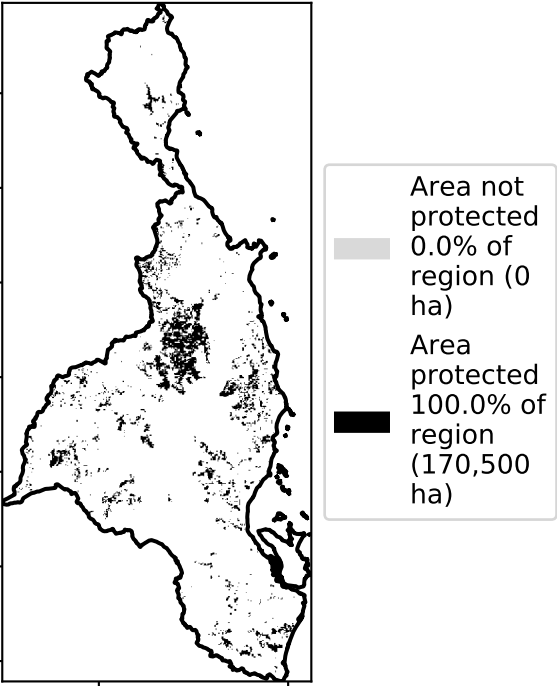 Area not
protected
0.0% of
region (0
ha)
Area
protected
100.0% of
region
(170,500
ha)